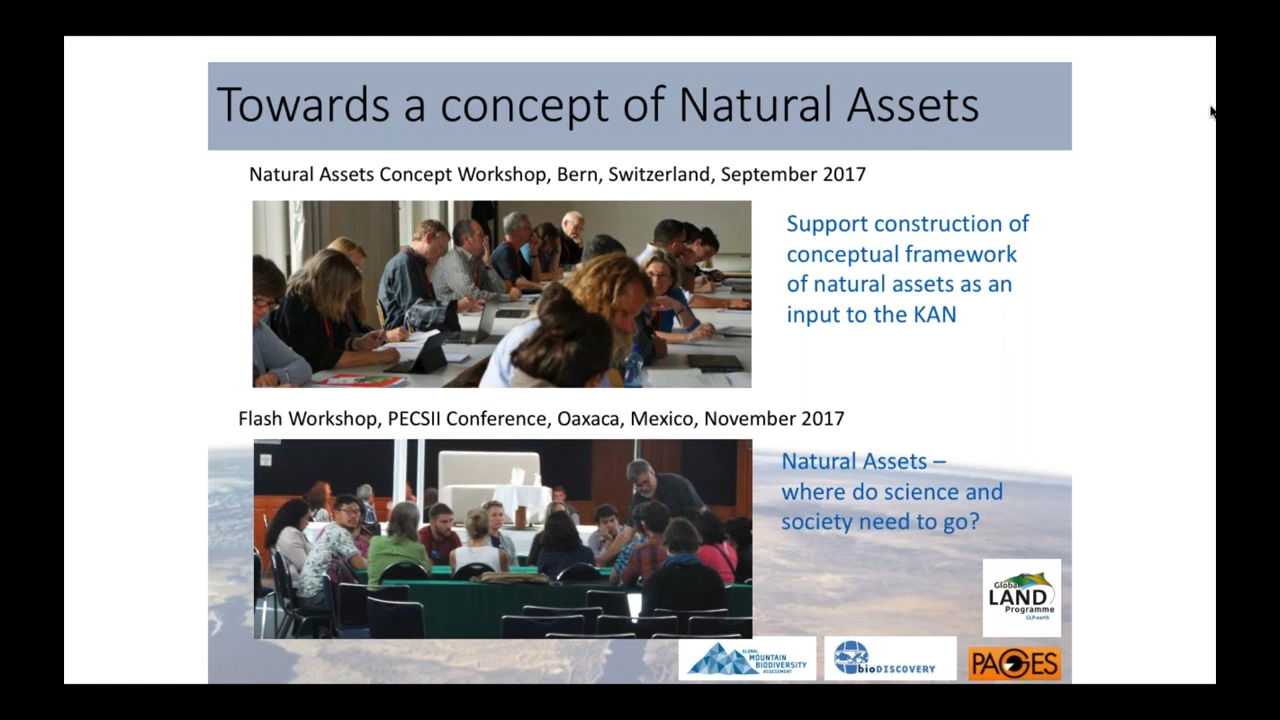 Towards a concept of Natural Assets
Natural Assets Concept Workshop, Bern, Switzerland, September 2017
Support construction of
conceptual framework
of natural assets as an
input to the KAN
Flash Workshop, PECSII Conference, Oaxaca, Mexico, November 2017
Natural Assets –
where do science and
society need to go?
Global
LAND
Programme
GLP.earth
GLOBAL
MOUNTAIN
BIODIVERSITY
ASSESSMENT
bioDISCOVERY
PAGES